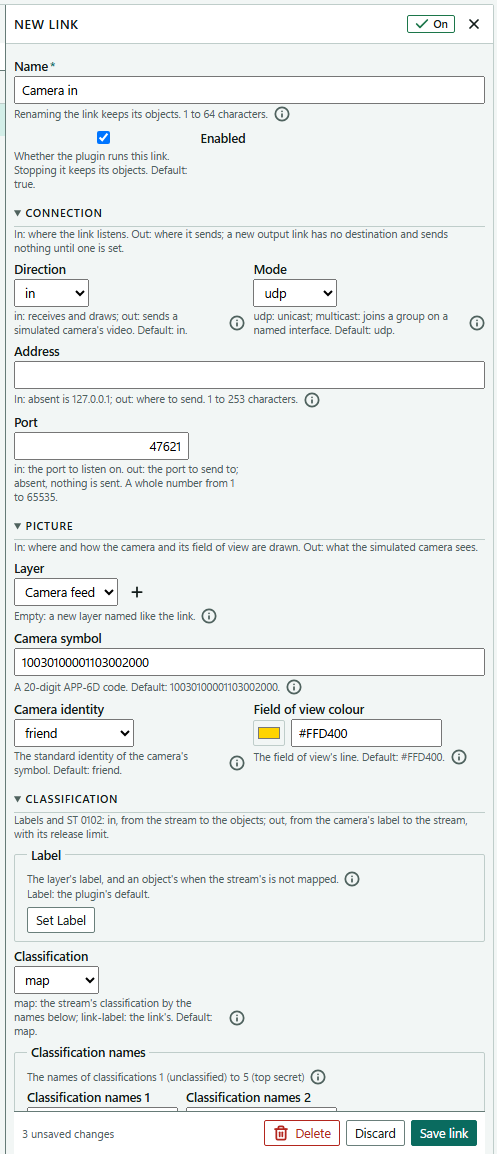 NEW LINK
On
Name*
Camera in
Renaming the link keeps its objects. 1 to 64 characters.
Enabled
Whether the plugin runs this link.
Stopping it keeps its objects. Default:
true.
CONNECTION
In: where the link listens. Out: where it sends; a new output link has no destination and sends
nothing until one is set.
Direction
Mode
in
udp
in: receives and draws; out: sends a
simulated camera's video. Default: in.
udp: unicast; multicast: joins a group on a
named interface. Default: udp.
Address
In: absent is 127.0.0.1; out: where to send. 1 to 253 characters.
Port
47621
in: the port to listen on. out: the port to send to;
absent, nothing is sent. A whole number from 1
to 65535.
PICTURE
In: where and how the camera and its field of view are drawn. Out: what the simulated camera sees.
Layer
Camera feed
Empty: a new layer named like the link.
Camera symbol
10030100001103002000
A 20-digit APP-6D code. Default: 10030100001103002000.
Camera identity
Field of view colour
friend
#FFD400
The standard identity of the camera's
symbol. Default: friend.
The field of view's line. Default: #FFD400.
CLASSIFICATION
Labels and ST 0102: in, from the stream to the objects; out, from the camera's label to the stream,
with its release limit.
Label
The layer's label, and an object's when the stream's is not mapped.
Label: the plugin's default.
Set Label
Classification
map
map: the stream's classification by the
names below; link-label: the link's. Default:
map.
Classification names
The names of classifications 1 (unclassified) to 5 (top secret)
Classification names 1
Classification names 2
3 unsaved changes
Delete
Discard
Save link